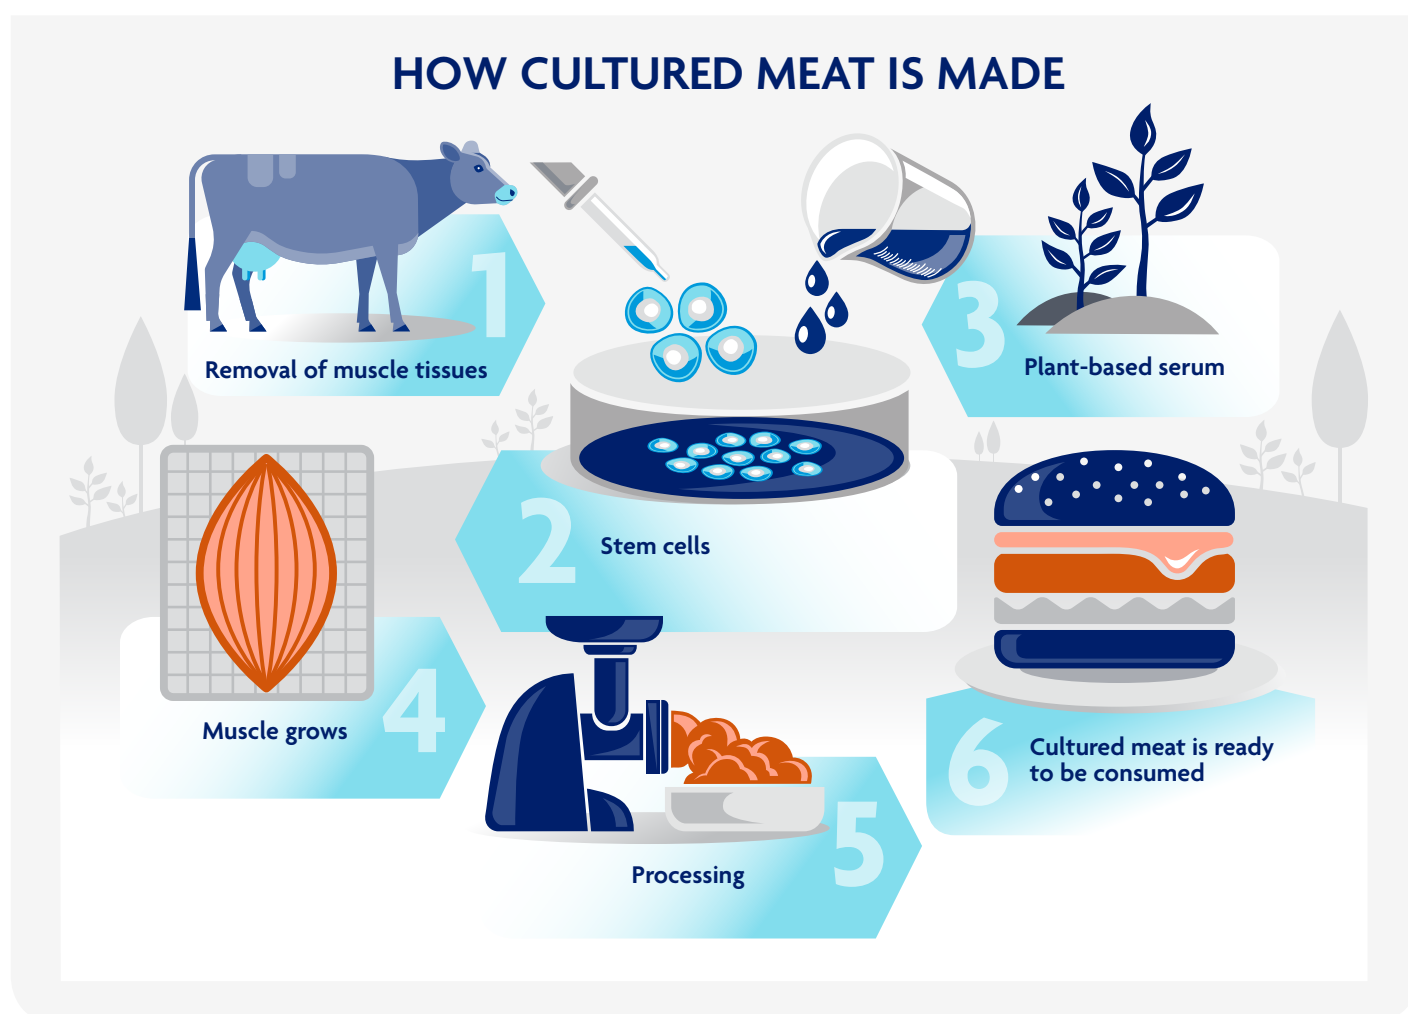 HOW CULTURED MEAT IS MADE
1
Removal of muscle tissues
2
Stem cells
3
Plant-based serum
4
Muscle grows
5
Processing
6
Cultured meat is ready
to be consumed